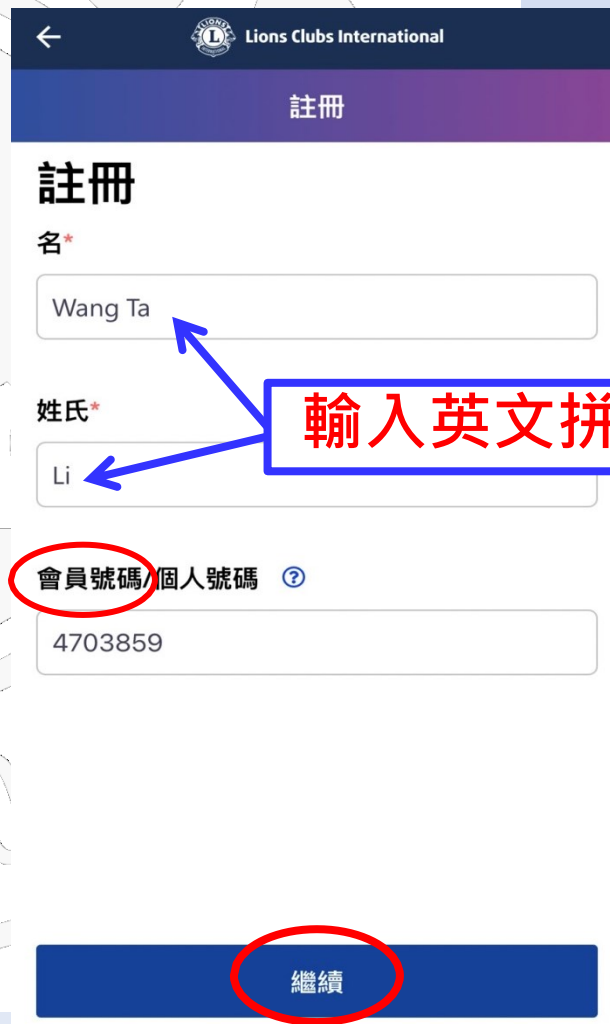 Lions Clubs International
註冊
註冊
名*
Wang Ta
姓氏*
輸入英文拼
Li
會員號碼/個人號碼 ?
4703859
繼續